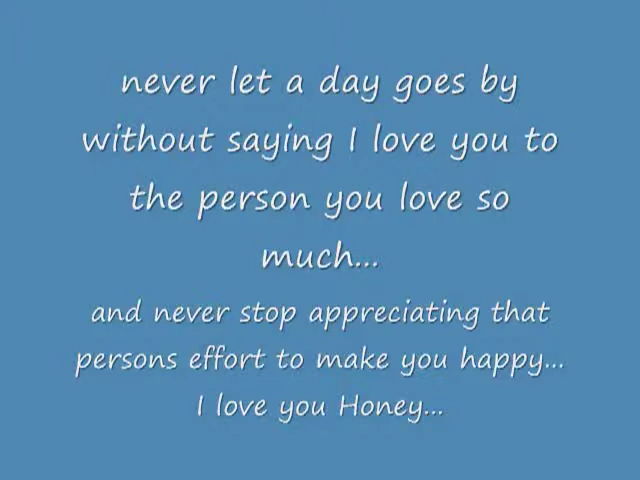 never let a day goes by
without saying I love you to
the person you love so
much...
and never stop appreciating that
persons effort to make you happy...
I love you Honey...